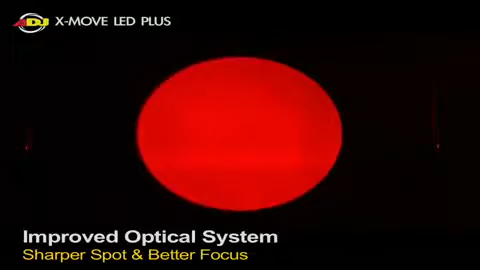 ADJ X-MOVE LED PLUS
Improved Optical System
Sharper Spot & Better Focus